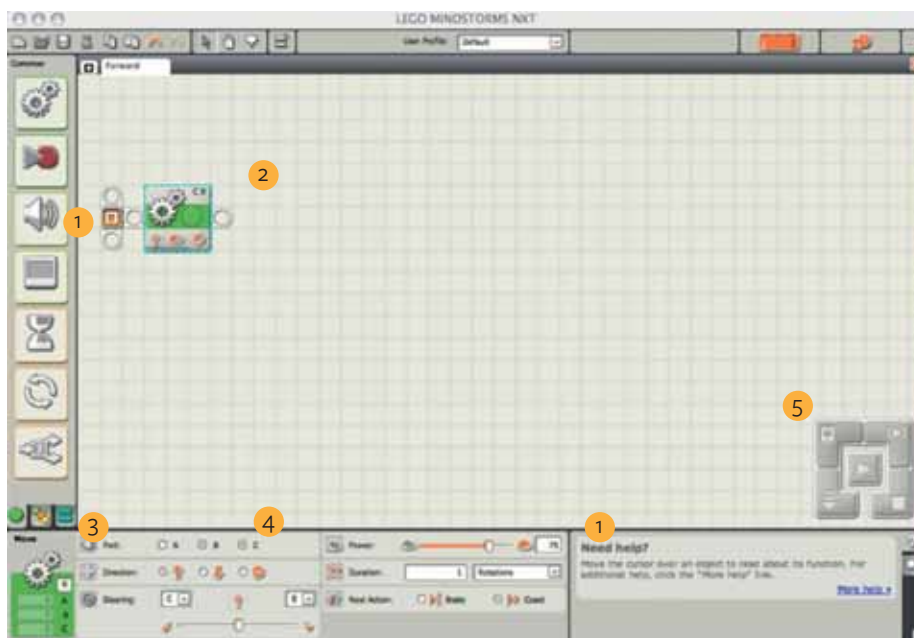 LEGO MINDSTORMS NXT
User Profile: Default
Common
Forward
C B
2
1
5
3
4
1
Move
Port: A B C
Power: 75
Need help?
Move the cursor over an object to read about its function. For
additional help, click the "More help" link.
More help »
Direction:
Duration: 1 Rotations
Steering: C B
Next Action: Brake Coast
A
B
C